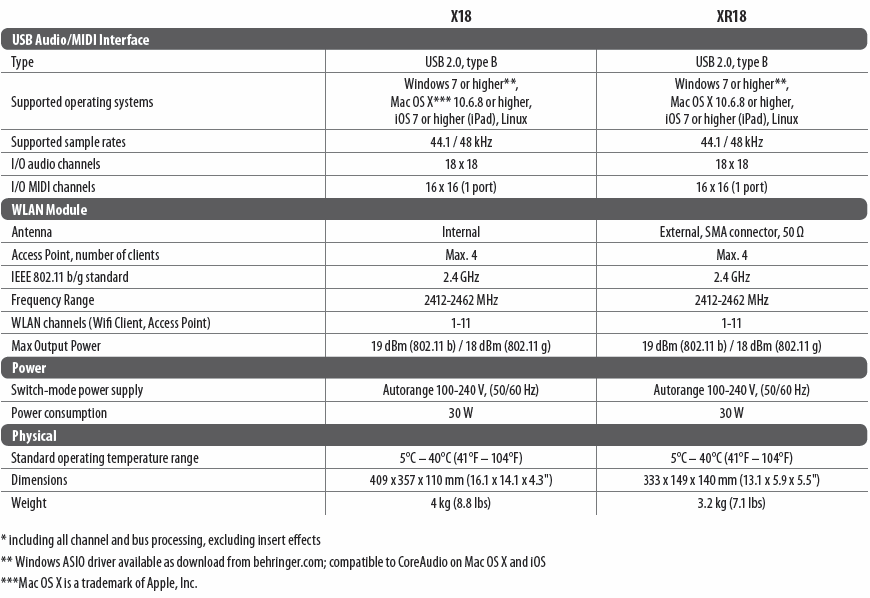 X18 XR18
USB Audio/MIDI Interface
Type USB 2.0, type B USB 2.0, type B
Supported operating systems Windows 7 or higher**, Windows 7 or higher**,
Mac OS X*** 10.6.8 or higher, Mac OS X 10.6.8 or higher,
iOS 7 or higher (iPad), Linux iOS 7 or higher (iPad), Linux
Supported sample rates 44.1 / 48 kHz 44.1 / 48 kHz
I/O audio channels 18 x 18 18 x 18
I/O MIDI channels 16 x 16 (1 port) 16 x 16 (1 port)
WLAN Module
Antenna Internal External, SMA connector, 50 Ω
Access Point, number of clients Max. 4 Max. 4
IEEE 802.11 b/g standard 2.4 GHz 2.4 GHz
Frequency Range 2412-2462 MHz 2412-2462 MHz
WLAN channels (Wifi Client, Access Point) 1-11 1-11
Max Output Power 19 dBm (802.11 b) / 18 dBm (802.11 g) 19 dBm (802.11 b) / 18 dBm (802.11 g)
Power
Switch-mode power supply Autorange 100-240 V, (50/60 Hz) Autorange 100-240 V, (50/60 Hz)
Power consumption 30 W 30 W
Physical
Standard operating temperature range 5°C – 40°C (41°F – 104°F) 5°C – 40°C (41°F – 104°F)
Dimensions 409 x 357 x 110 mm (16.1 x 14.1 x 4.3") 333 x 149 x 140 mm (13.1 x 5.9 x 5.5")
Weight 4 kg (8.8 lbs) 3.2 kg (7.1 lbs)
* including all channel and bus processing, excluding insert effects
** Windows ASIO driver available as download from behringer.com; compatible to CoreAudio on Mac OS X and iOS
***Mac OS X is a trademark of Apple, Inc.